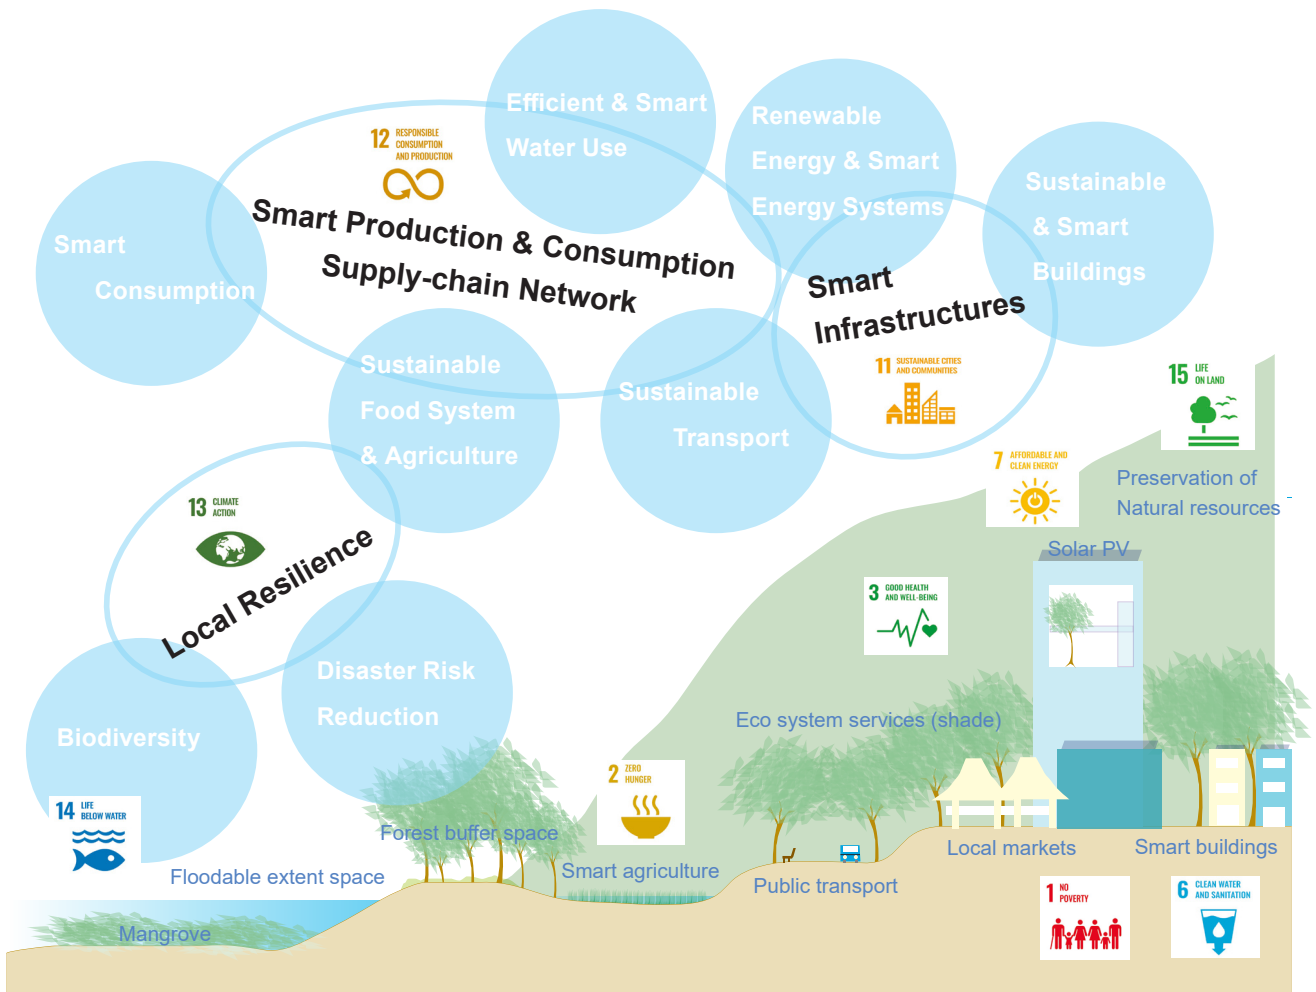 Efficient & Smart
Water Use
Renewable
Energy & Smart
Energy Systems
Sustainable
& Smart
Buildings
12 RESPONSIBLE
CONSUMPTION
AND PRODUCTION
Smart Production & Consumption
Supply-chain Network
Smart
Consumption
Smart
Infrastructures
11 SUSTAINABLE CITIES
AND COMMUNITIES
Sustainable
Food System
& Agriculture
Sustainable
Transport
15 LIFE
ON LAND
7 AFFORDABLE AND
CLEAN ENERGY
Preservation of
Natural resources
13 CLIMATE
ACTION
Local Resilience
Solar PV
3 GOOD HEALTH
AND WELL-BEING
Disaster Risk
Reduction
Biodiversity
Eco system services (shade)
2 ZERO
HUNGER
14 LIFE
BELOW WATER
Forest buffer space
Floodable extent space
Smart agriculture
Public transport
Local markets
Smart buildings
Mangrove
1 NO
POVERTY
6 CLEAN WATER
AND SANITATION